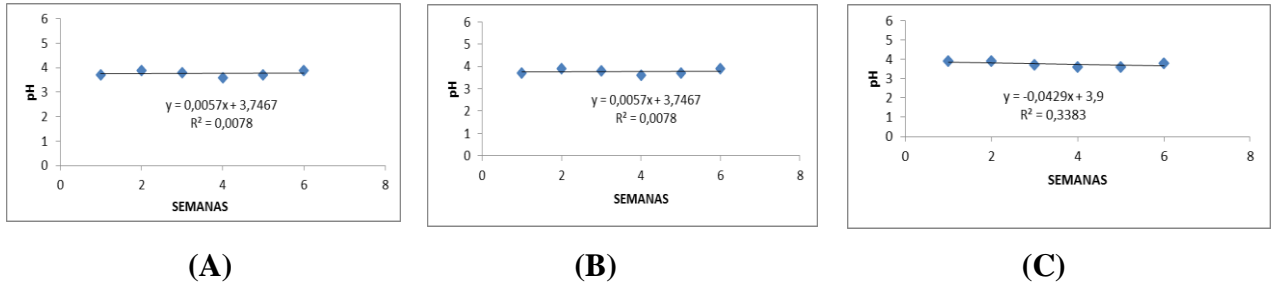 6
5
4
3
2
1
0
pH
y = 0,0057x + 3,7467
R² = 0,0078
0 2 4 6 8
SEMANAS
(A)
6
5
4
3
2
1
0
pH
y = 0,0057x + 3,7467
R² = 0,0078
0 2 4 6 8
SEMANAS
(B)
6
5
4
3
2
1
0
pH
y = -0,0429x + 3,9
R² = 0,3383
0 2 4 6 8
SEMANAS
(C)